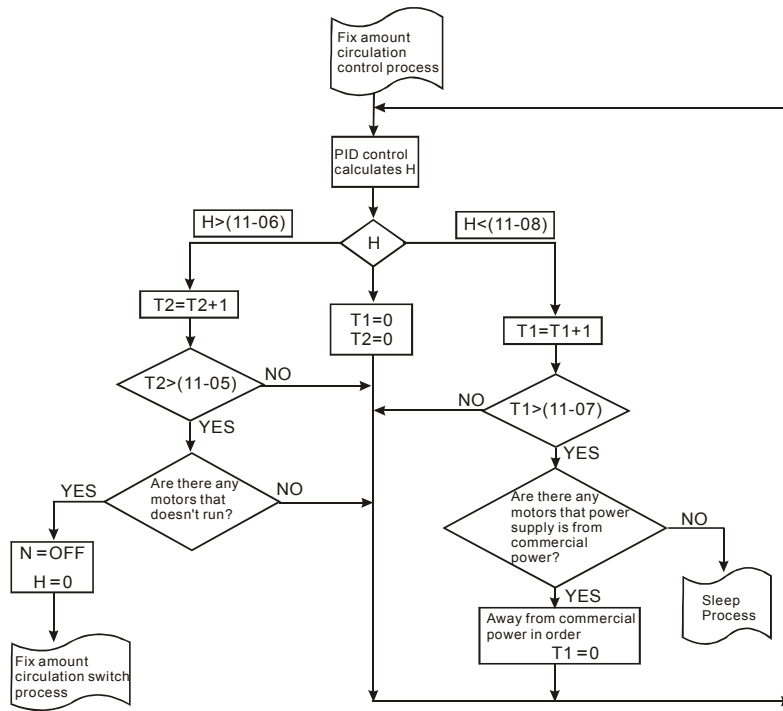 Fix amount
circulation
control process
PID control
calculates H
H>(11-06)
H
H<(11-08)
T2=T2+1
T1=0
T2=0
T1=T1+1
T2>(11-05)
NO
YES
NO
T1>(11-07)
YES
YES
Are there any
motors that
doesn't run?
NO
Are there any
motors that power
supply is from
commercial
power?
NO
YES
N=OFF
H=0
Sleep
Process
Away from commercial
power in order
T1=0
Fix amount
circulation switch
process